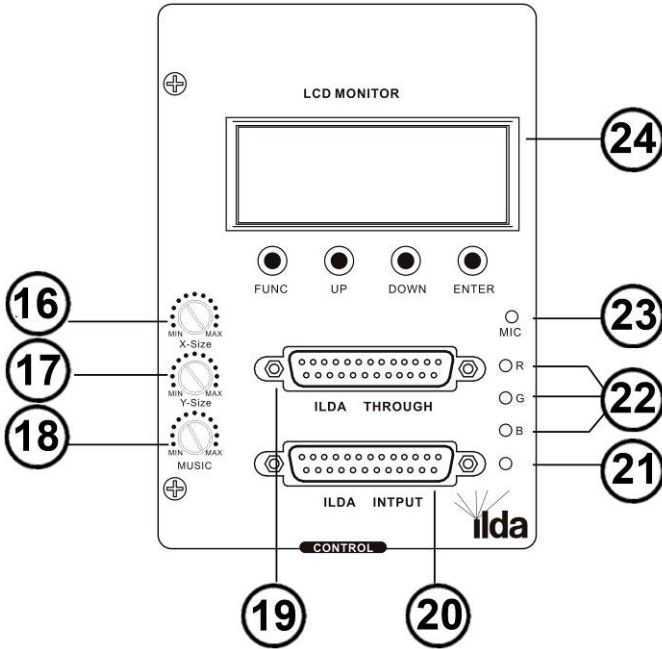 LCD MONITOR
24
FUNC UP DOWN ENTER
16
MIN MAX
X-Size
MIC
23
17
MIN MAX
Y-Size
R
G
B
22
ILDA THROUGH
18
MIN MAX
MUSIC
21
ILDA INTPUT
ilda
CONTROL
19 20